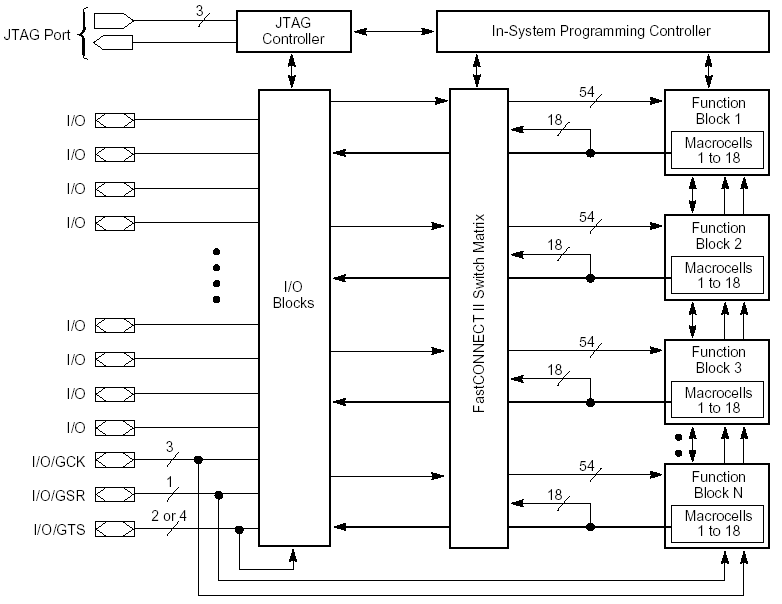 JTAG Port
3
JTAG
Controller
In-System Programming Controller
I/O
I/O
I/O
I/O
I/O
I/O
I/O
I/O
I/O/GCK
3
I/O/GSR
1
I/O/GTS
2 or 4
I/O
Blocks
FastCONNECT II Switch Matrix
54
18
Function
Block 1
Macrocells
1 to 18
54
18
Function
Block 2
Macrocells
1 to 18
54
18
Function
Block 3
Macrocells
1 to 18
54
18
Function
Block N
Macrocells
1 to 18